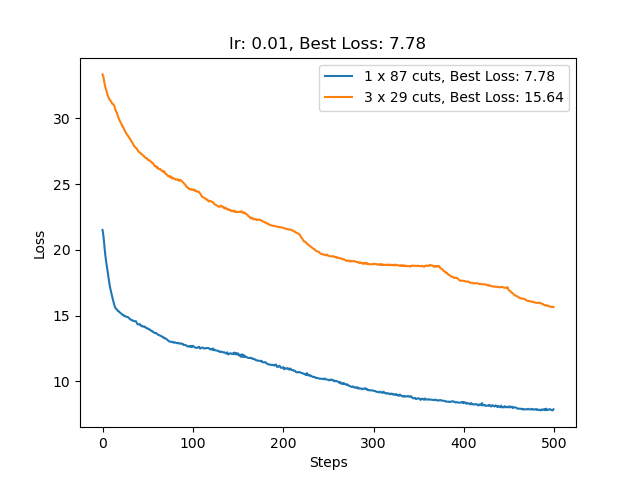 lr: 0.01, Best Loss: 7.78
1 x 87 cuts, Best Loss: 7.78
3 x 29 cuts, Best Loss: 15.64
Loss
30
25
20
15
10
0 100 200 300 400 500
Steps